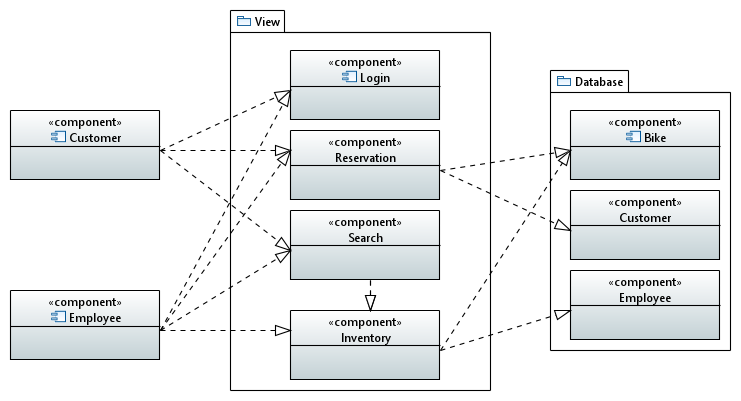 View
«component»
Login
«component»
Reservation
«component»
Search
«component»
Inventory
«component»
Customer
«component»
Employee
Database
«component»
Bike
«component»
Customer
«component»
Employee